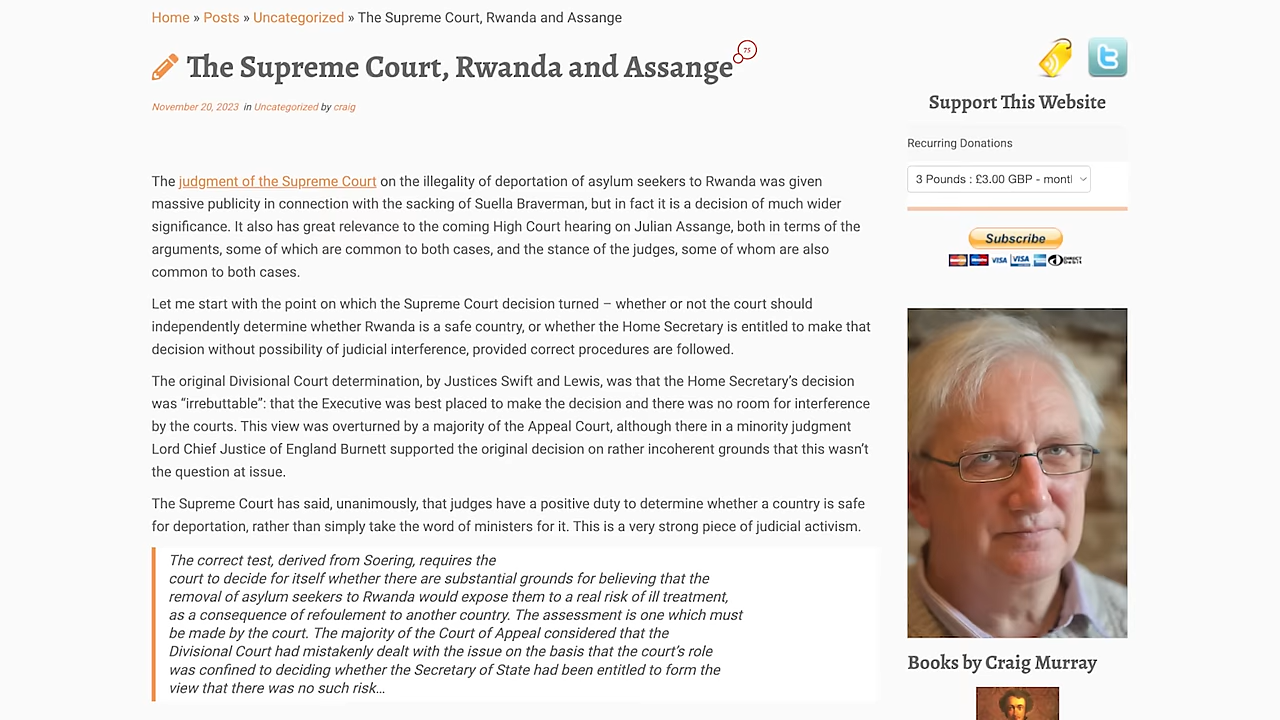 Home » Posts » Uncategorized » The Supreme Court, Rwanda and Assange
The Supreme Court, Rwanda and Assange
75
November 20, 2023 in Uncategorized by craig
The judgment of the Supreme Court on the illegality of deportation of asylum seekers to Rwanda was given
massive publicity in connection with the sacking of Suella Braverman, but in fact it is a decision of much wider
significance. It also has great relevance to the coming High Court hearing on Julian Assange, both in terms of the
arguments, some of which are common to both cases, and the stance of the judges, some of whom are also
common to both cases.
Let me start with the point on which the Supreme Court decision turned – whether or not the court should
independently determine whether Rwanda is a safe country, or whether the Home Secretary is entitled to make that
decision without possibility of judicial interference, provided correct procedures are followed.
The original Divisional Court determination, by Justices Swift and Lewis, was that the Home Secretary’s decision
was “irrebuttable”: that the Executive was best placed to make the decision and there was no room for interference
by the courts. This view was overturned by a majority of the Appeal Court, although there in a minority judgment
Lord Chief Justice of England Burnett supported the original decision on rather incoherent grounds that this wasn’t
the question at issue.
The Supreme Court has said, unanimously, that judges have a positive duty to determine whether a country is safe
for deportation, rather than simply take the word of ministers for it. This is a very strong piece of judicial activism.
The correct test, derived from Soering, requires the
court to decide for itself whether there are substantial grounds for believing that the
removal of asylum seekers to Rwanda would expose them to a real risk of ill treatment,
as a consequence of refoulement to another country. The assessment is one which must
be made by the court. The majority of the Court of Appeal considered that the
Divisional Court had mistakenly dealt with the issue on the basis that the court’s role
was confined to deciding whether the Secretary of State had been entitled to form the
view that there was no such risk…
Support This Website
Recurring Donations
3 Pounds : £3.00 GBP - montl
Subscribe
VISA VISA DIRECT Debit
Books by Craig Murray